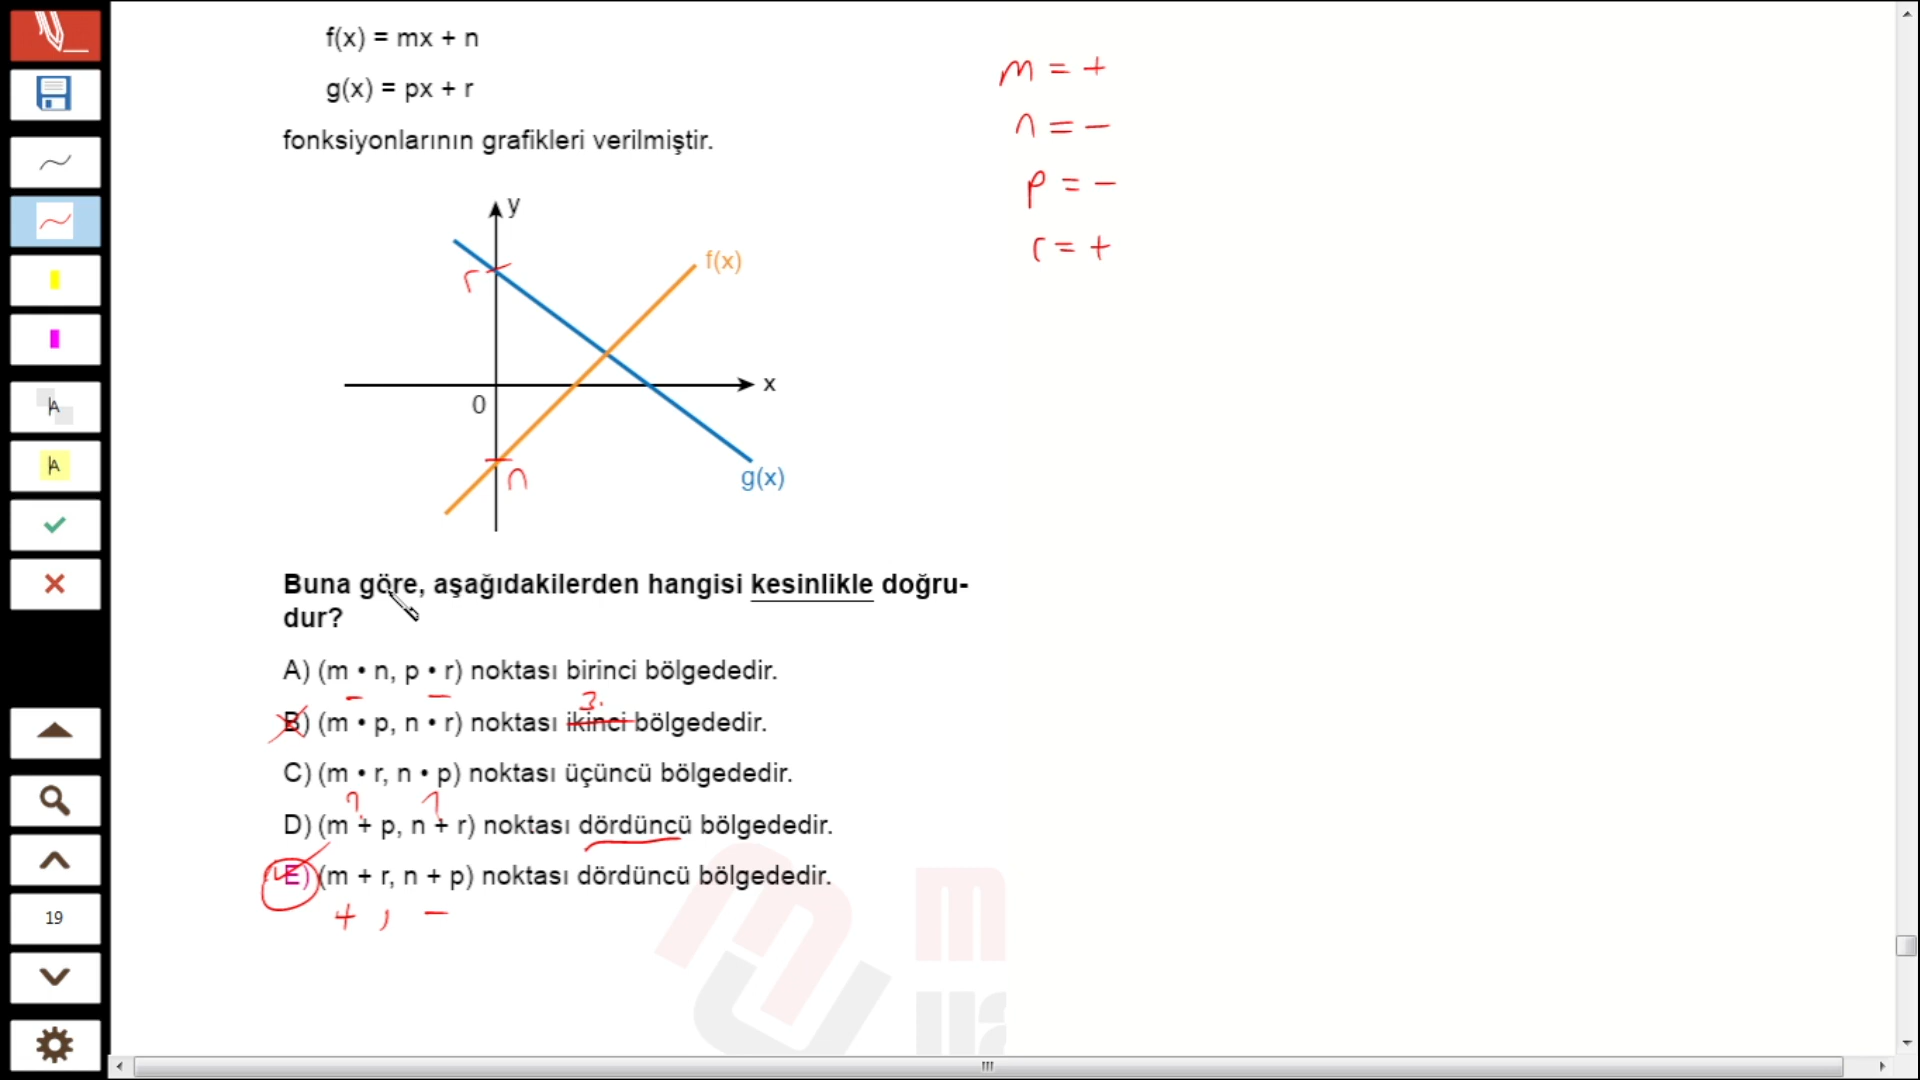 f(x) = mx + n
g(x) = px + r
fonksiyonlarının grafikleri verilmiştir.
m = +
n = -
p = -
r = +
y
r
f(x)
x
0
n
g(x)
Buna göre, aşağıdakilerden hangisi kesinlikle doğru-
dur?
A) (m • n, p • r) noktası birinci bölgededir.
- -
3.
B) (m • p, n • r) noktası ikinci bölgededir.
C) (m • r, n • p) noktası üçüncü bölgededir.
? ?
D) (m + p, n + r) noktası dördüncü bölgededir.
E) (m + r, n + p) noktası dördüncü bölgededir.
+ , -
A
A
19